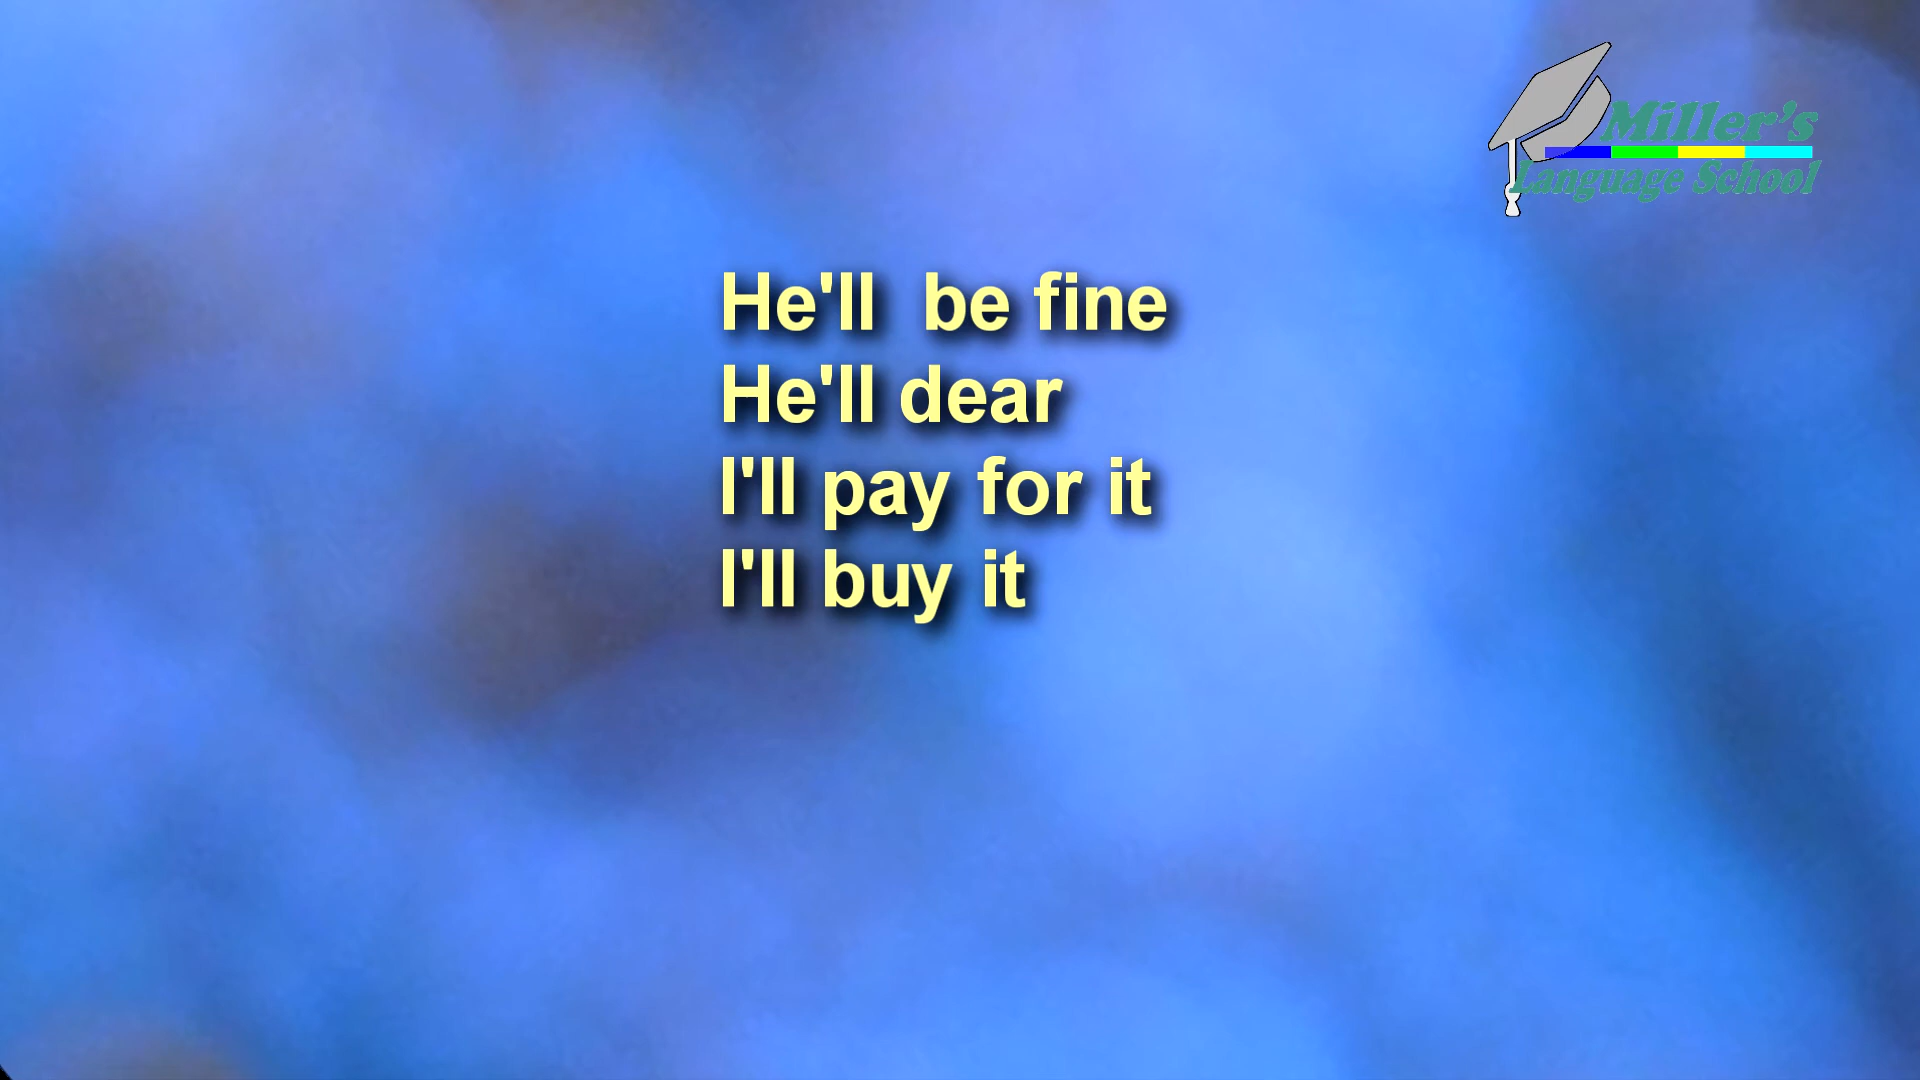 Miller's
Language School
He'll  be fine
He'll dear
I'll pay for it
I'll buy it